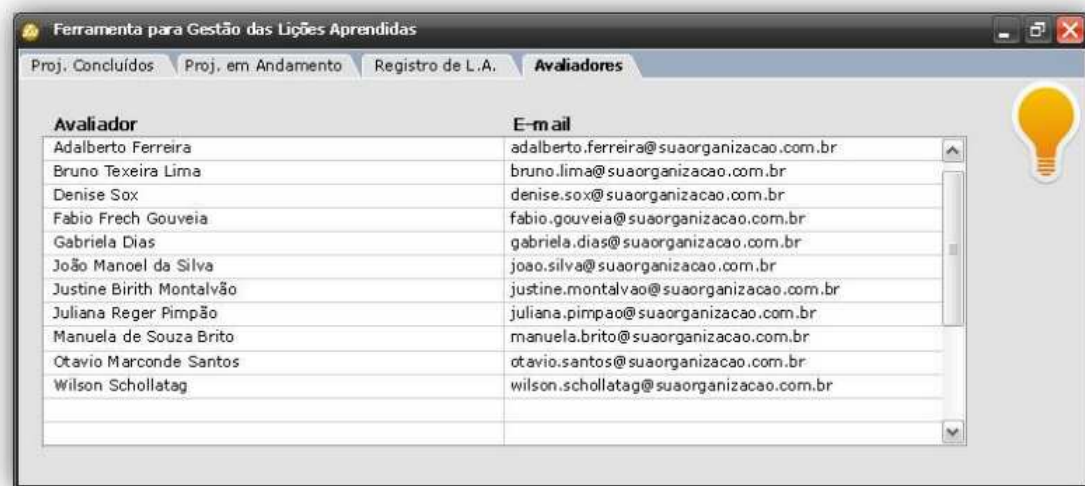 Ferramenta para Gestão das Lições Aprendidas
Proj. Concluídos Proj. em Andamento Registro de L.A. Avaliadores
Avaliador E-mail
Adalberto Ferreira adalberto.ferreira@suaorganizacao.com.br
Bruno Texeira Lima bruno.lima@suaorganizacao.com.br
Denise Sox denise.sox@suaorganizacao.com.br
Fabio Frech Gouveia fabio.gouveia@suaorganizacao.com.br
Gabriela Dias gabriela.dias@suaorganizacao.com.br
João Manoel da Silva joao.silva@suaorganizacao.com.br
Justine Birith Montalvão justine.montalvao@suaorganizacao.com.br
Juliana Reger Pimpão juliana.pimpao@suaorganizacao.com.br
Manuela de Souza Brito manuela.brito@suaorganizacao.com.br
Otavio Marconde Santos otavio.santos@suaorganizacao.com.br
Wilson Schollatag wilson.schollatag@suaorganizacao.com.br